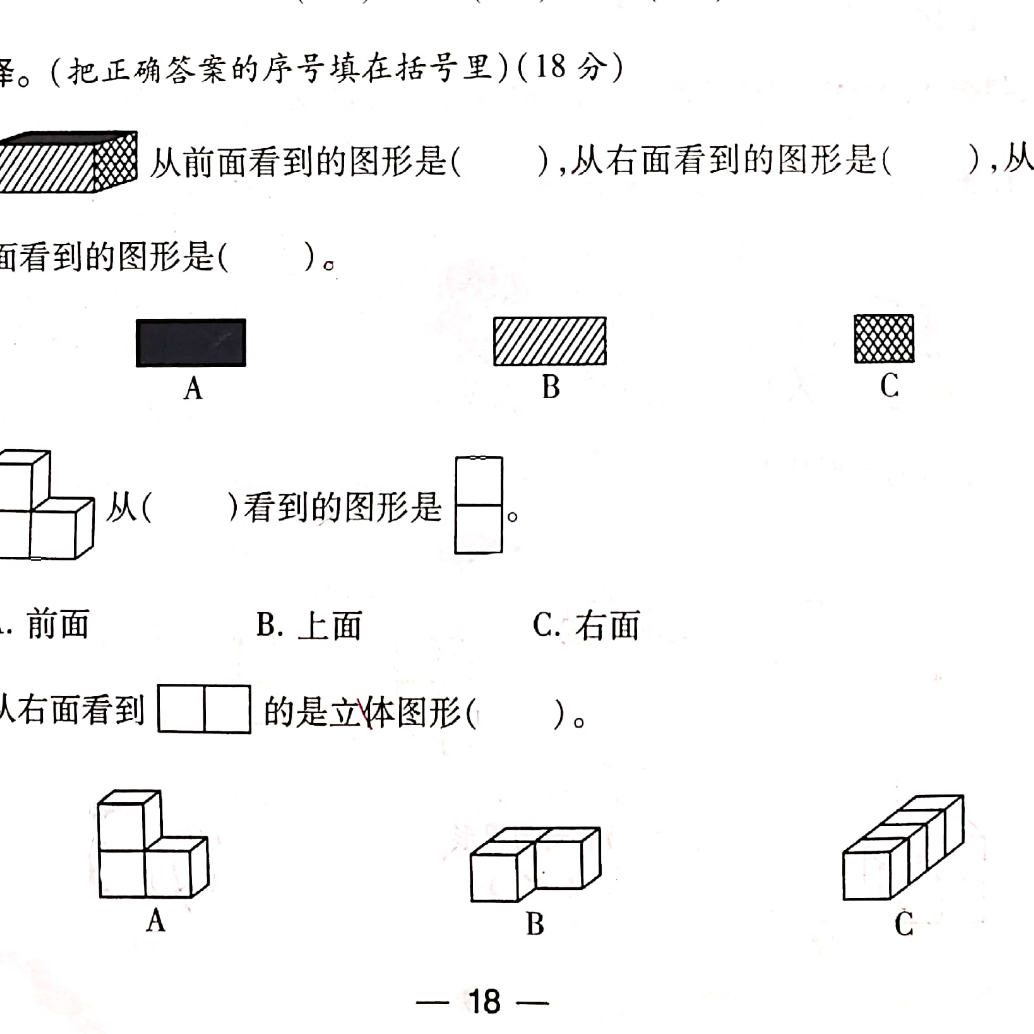 择。(把正确答案的序号填在括号里)(18分)
从前面看到的图形是(　　),从右面看到的图形是(　　),从
面看到的图形是(　　)。
A B C
从(　　)看到的图形是 。
. 前面 B. 上面 C. 右面
从右面看到 的是立体图形(　　)。
A B C
— 18 —